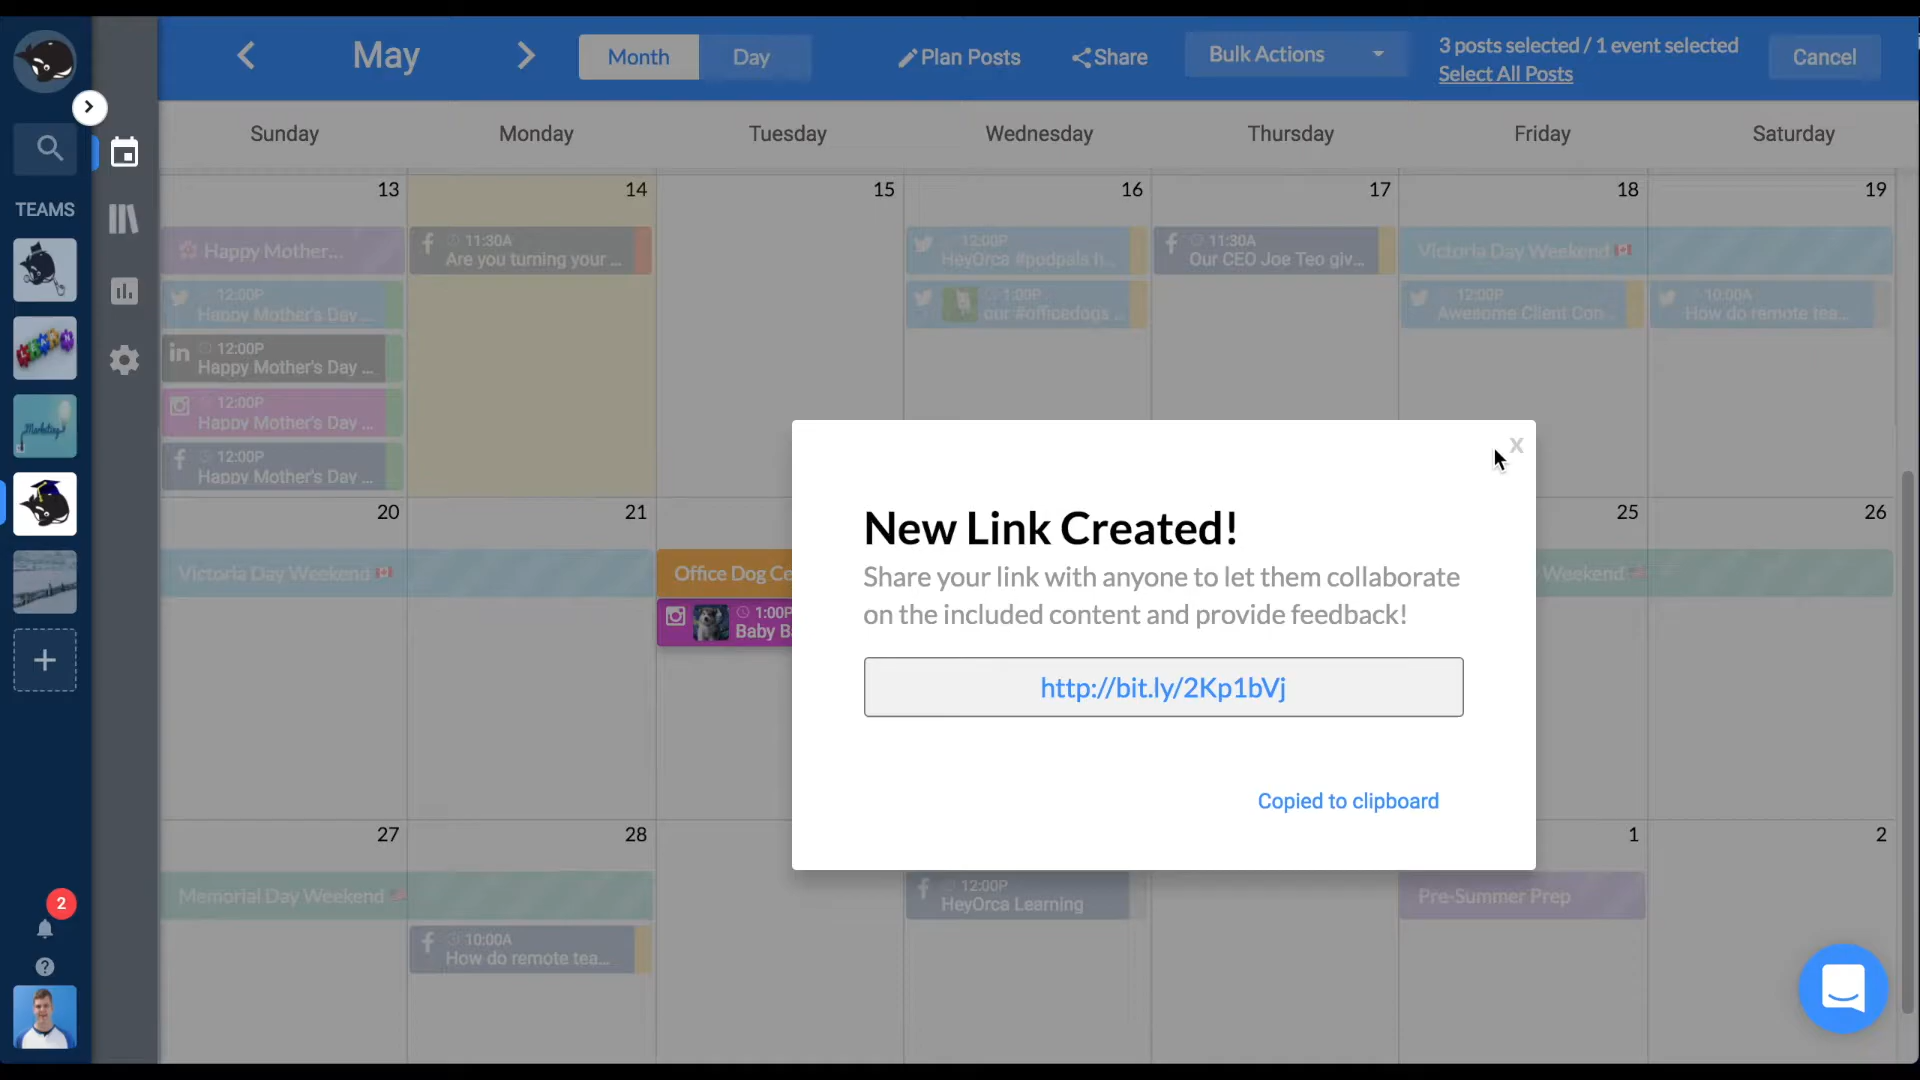 May
Month
Day
Plan Posts
Share
Bulk Actions
3 posts selected / 1 event selected
Select All Posts
Cancel
Sunday
Monday
Tuesday
Wednesday
Thursday
Friday
Saturday
TEAMS
13
14
15
16
17
18
19
Happy Mother...
12:00P
Happy Mother's Day ...
in
12:00P
Happy Mother's Day ...
12:00P
Happy Mother's Day ...
12:00P
Happy Mother's Day ...
11:30A
Are you turning your ...
12:00P
HeyOrca #podpals h...
1:00P
our #officedogs ...
11:30A
Our CEO Joe Teo giv...
Victoria Day Weekend
12:00P
Awesome Client Con...
10:00A
How do remote tea...
20
21
25
26
Victoria Day Weekend
Office Dog Ce
1:00P
Baby B
Weekend
x
New Link Created!
Share your link with anyone to let them collaborate
on the included content and provide feedback!
http://bit.ly/2Kp1bVj
Copied to clipboard
27
28
1
2
Memorial Day Weekend
10:00A
How do remote tea...
12:00P
HeyOrca Learning
Pre-Summer Prep
2
Marketing